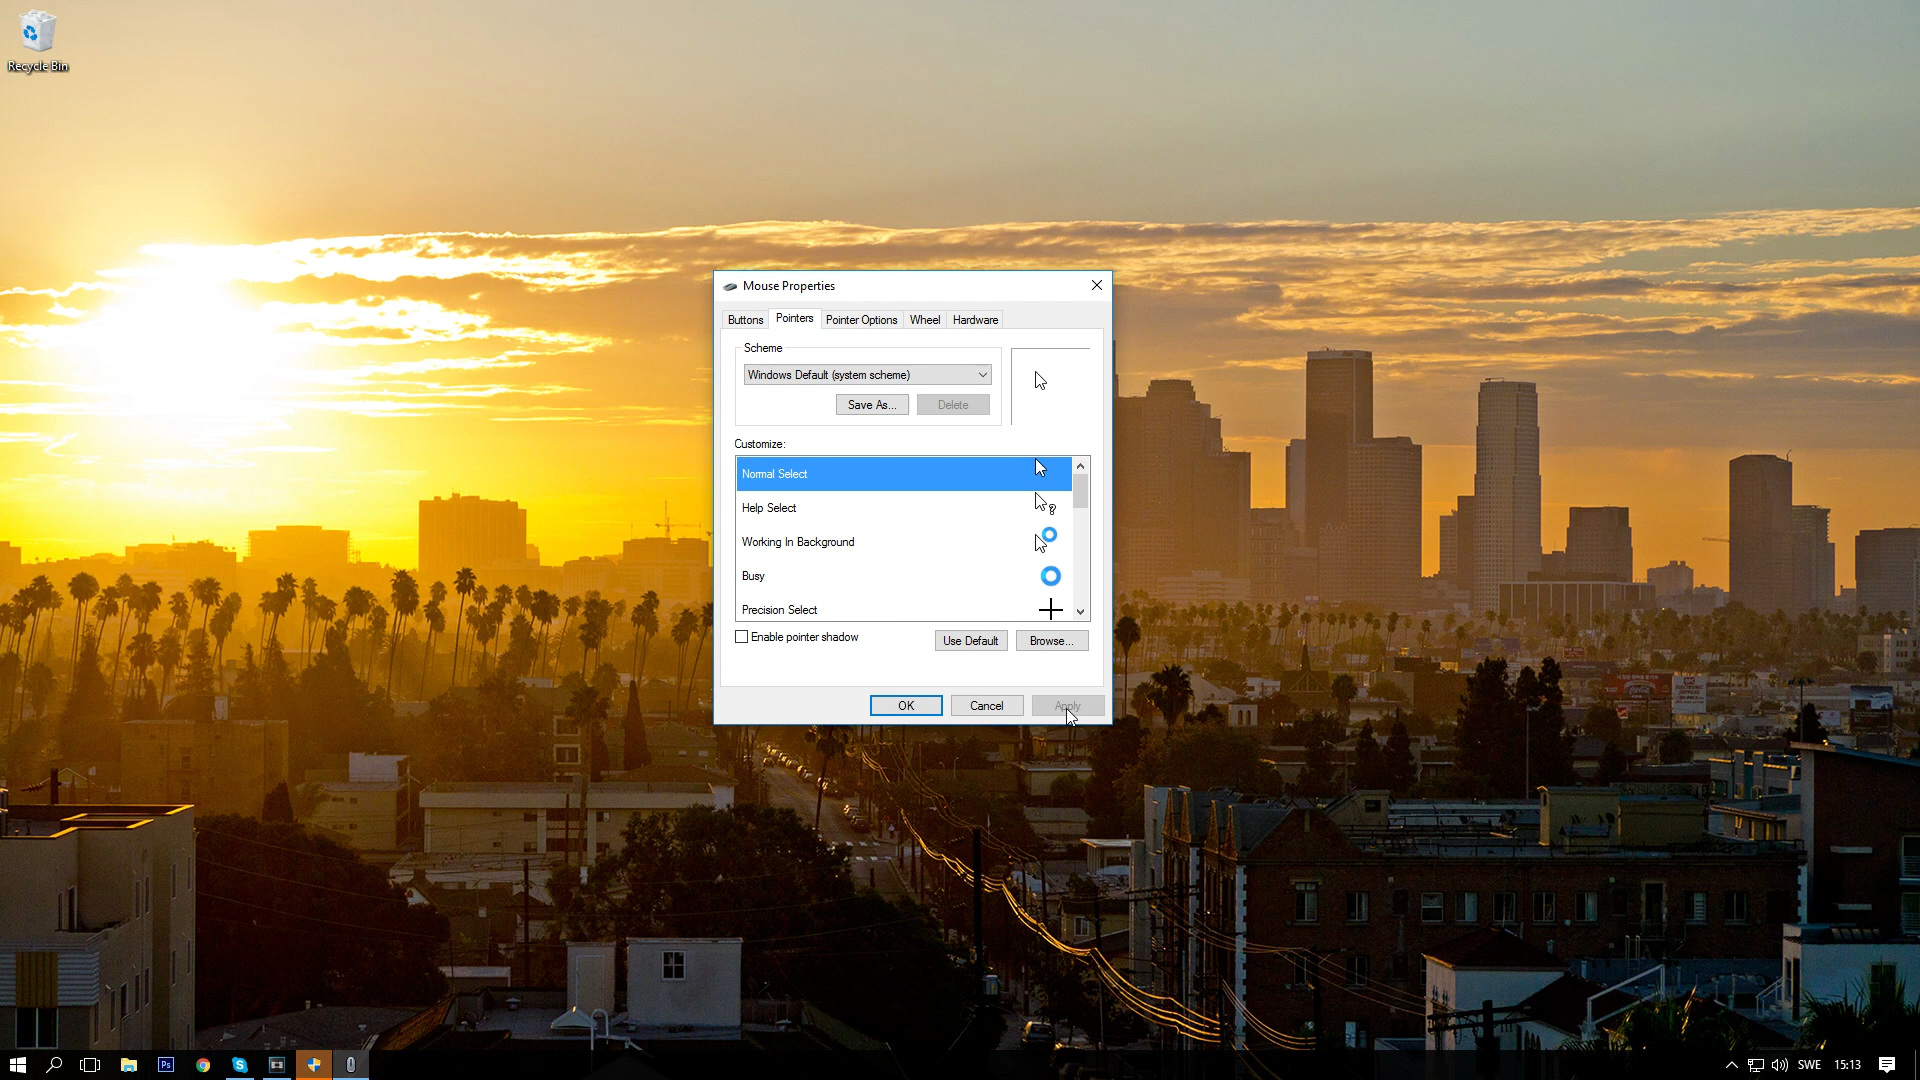 Recycle Bin
Mouse Properties
Buttons
Pointers
Pointer Options
Wheel
Hardware
Scheme
Windows Default (system scheme)
Save As...
Delete
Customize:
Normal Select
Help Select
Working In Background
Busy
Precision Select
Enable pointer shadow
Use Default
Browse...
OK
Cancel
Apply
Ps
SWE
15:13